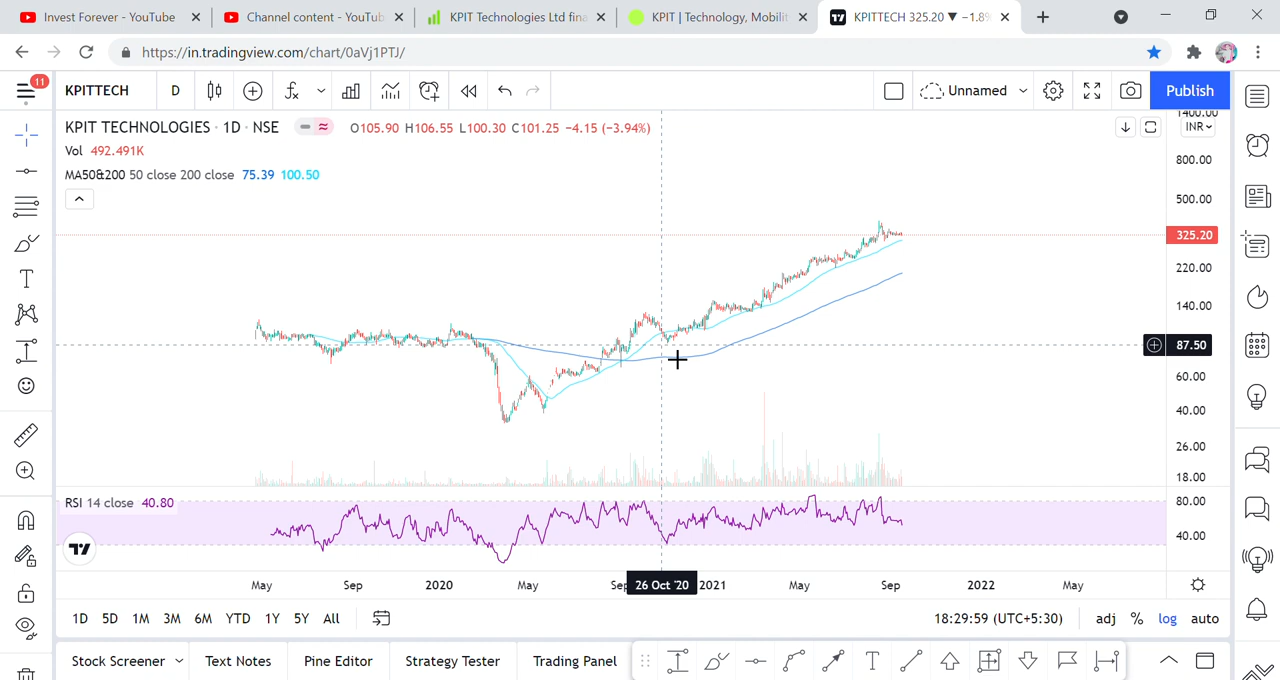 Invest Forever - YouTube
Channel content - YouTub
KPIT Technologies Ltd fina
KPIT | Technology, Mobilit
KPITTECH 325.20 ▼ −1.8%
https://in.tradingview.com/chart/0aVj1PTJ/
11
KPITTECH
D
Unnamed
Publish
KPIT TECHNOLOGIES · 1D · NSE
O105.90 H106.55 L100.30 C101.25 −4.15 (−3.94%)
Vol 492.491K
MA50&200 50 close 200 close 75.39 100.50
1400.00
INR
800.00
500.00
325.20
220.00
140.00
87.50
60.00
40.00
26.00
18.00
RSI 14 close 40.80
80.00
40.00
May
Sep
2020
May
Sep
26 Oct '20
2021
May
Sep
2022
May
1D 5D 1M 3M 6M YTD 1Y 5Y All
18:29:59 (UTC+5:30)
adj % log auto
Stock Screener
Text Notes
Pine Editor
Strategy Tester
Trading Panel